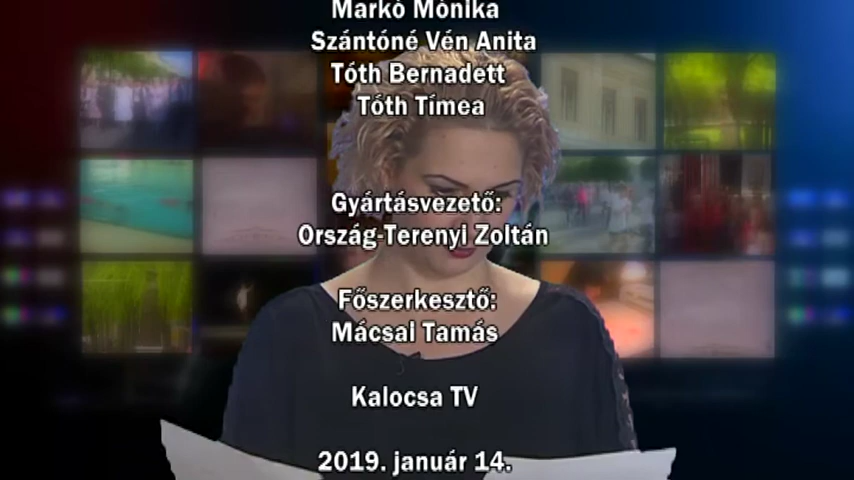 Markó Mónika
Szántóné Vén Anita
Tóth Bernadett
Tóth Tímea
Gyártásvezető:
Ország-Terenyi Zoltán
Főszerkesztő:
Mácsai Tamás
Kalocsa TV
2019. január 14.